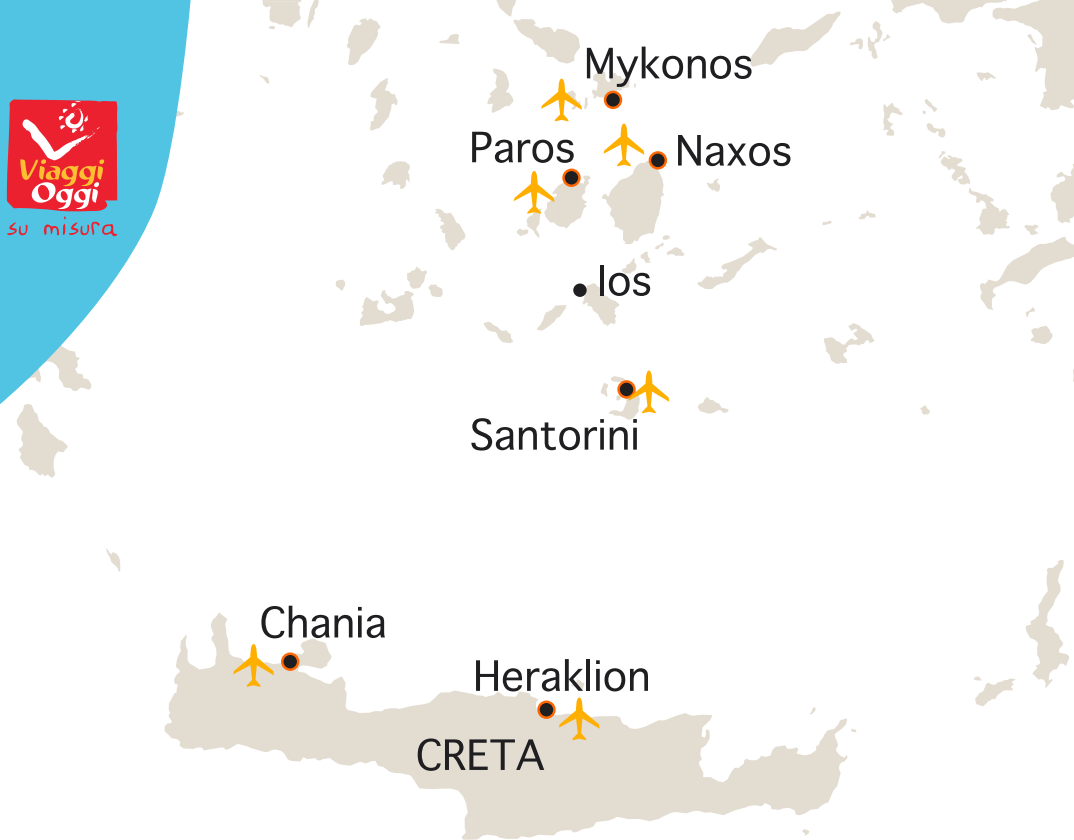 Mykonos
Paros
Naxos
Viaggi
Oggi
su misura
Ios
Santorini
Chania
Heraklion
CRETA